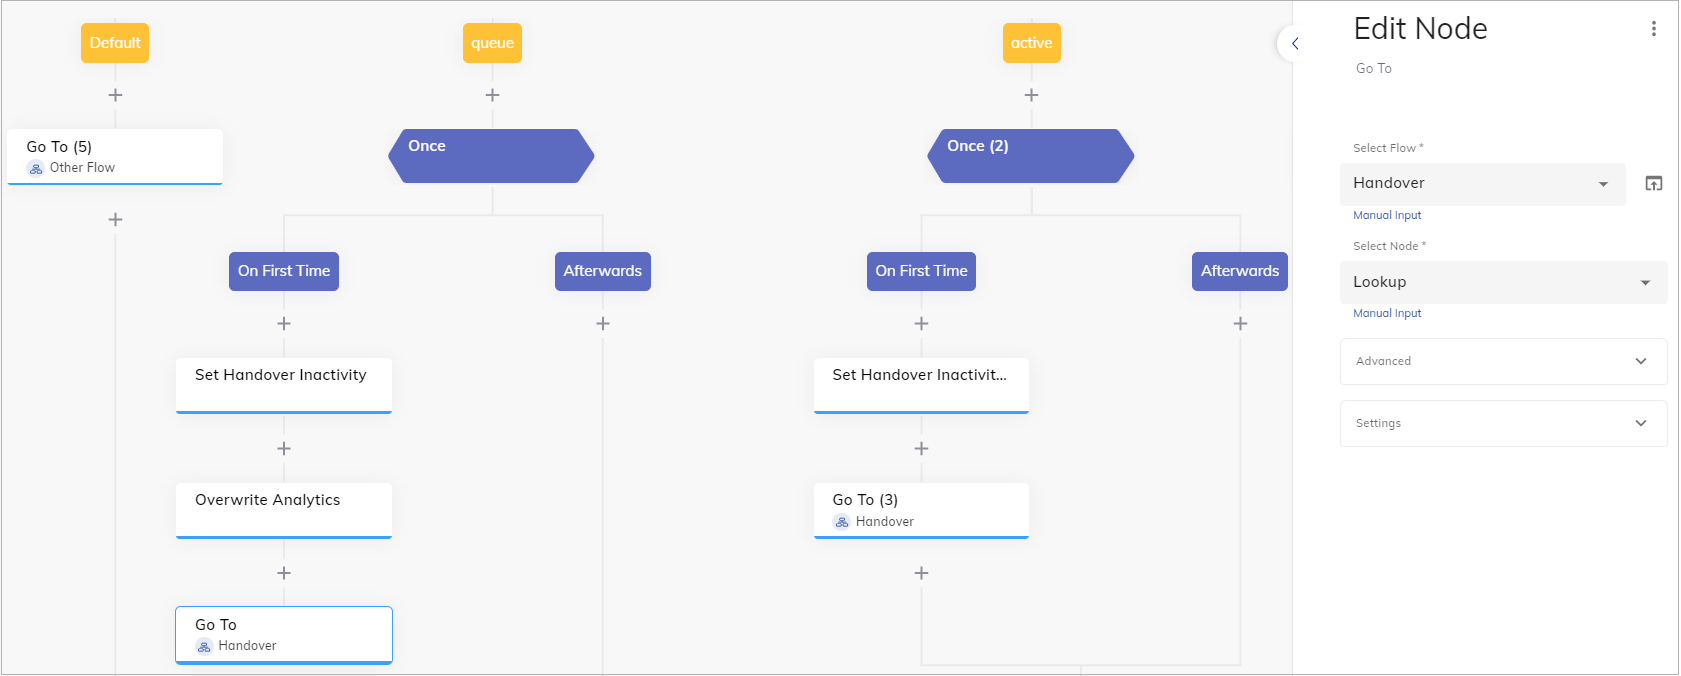 Default
queue
active
Go To (5)
Other Flow
Once
Once (2)
On First Time
Afterwards
On First Time
Afterwards
Set Handover Inactivity
Set Handover Inactivit...
Overwrite Analytics
Go To (3)
Handover
Go To
Handover
Edit Node
Go To
Select Flow *
Handover
Manual Input
Select Node *
Lookup
Manual Input
Advanced
Settings